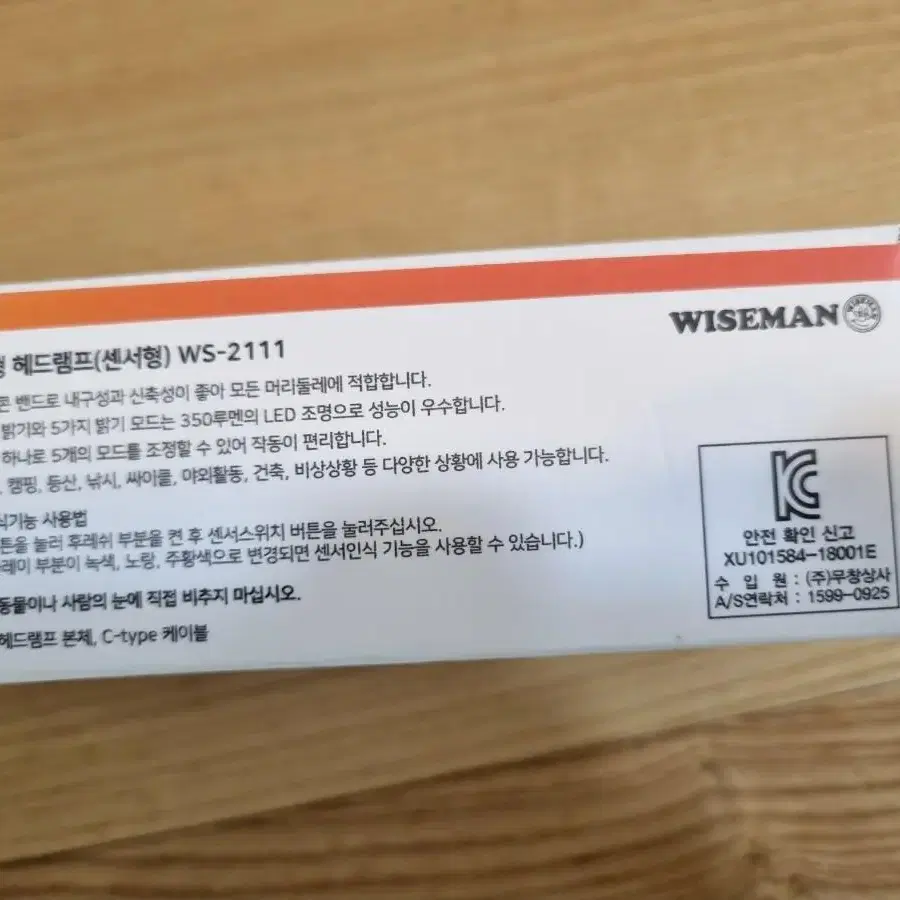 WISEMAN
헤드램프(센서형) WS-2111
밴드로 내구성과 신축성이 좋아 모든 머리둘레에 적합합니다.
밝기와 5가지 밝기 모드는 350루멘의 LED 조명으로 성능이 우수합니다.
하나로 5개의 모드를 조정할 수 있어 작동이 편리합니다.
캠핑, 등산, 낚시, 싸이클, 야외활동, 건축, 비상상황 등 다양한 상황에 사용 가능합니다.
식기능 사용법
튼을 눌러 후레쉬 부분을 켠 후 센서스위치 버튼을 눌러주십시오.
레이 부분이 녹색, 노랑, 주황색으로 변경되면 센서인식 기능을 사용할 수 있습니다.)
동물이나 사람의 눈에 직접 비추지 마십시오.
헤드램프 본체, C-type 케이블
안전 확인 신고
XU101584-18001E
수 입 원 : (주)무창상사
A/S연락처 : 1599-0925